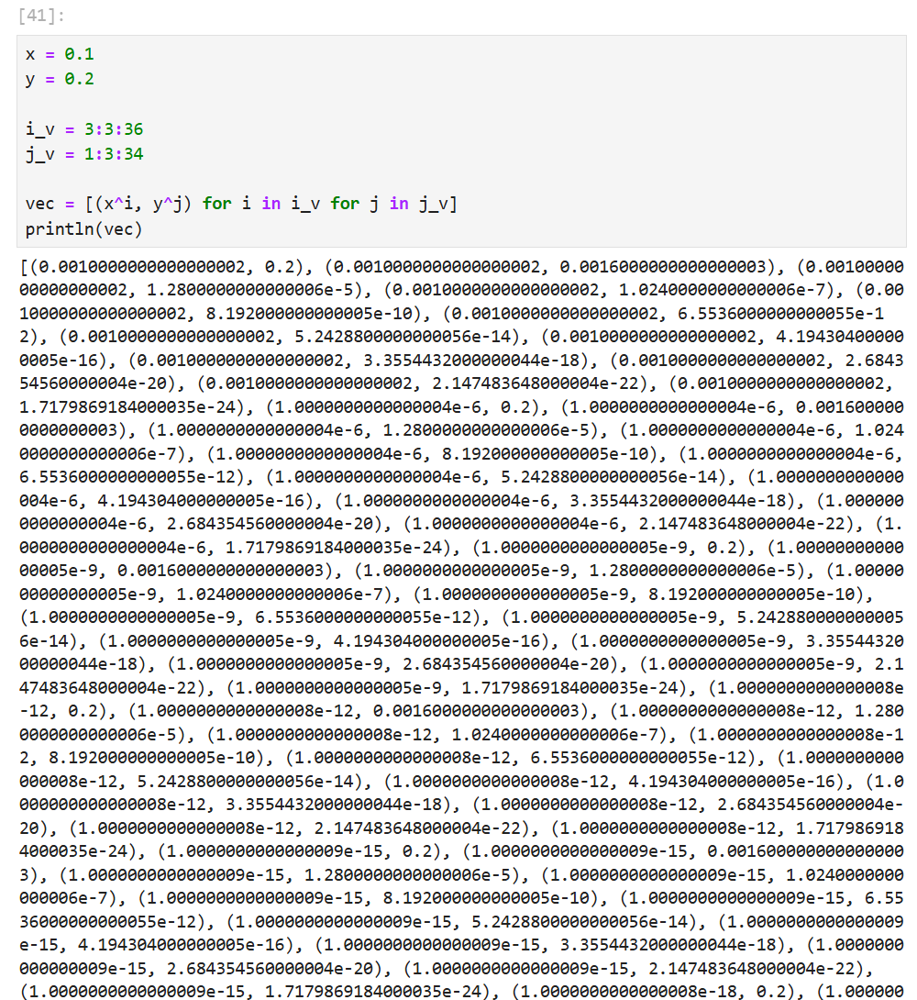 [41]:
x = 0.1
y = 0.2
i_v = 3:3:36
j_v = 1:3:34
vec = [(x^i, y^j) for i in i_v for j in j_v]
println(vec)
[(0.0010000000000000002, 0.2), (0.0010000000000000002, 0.0016000000000000003), (0.001000
00000000002, 1.2800000000000006e-5), (0.0010000000000000002, 1.0240000000000006e-7), (0.00
10000000000000002, 8.192000000000005e-10), (0.0010000000000000002, 6.5536000000000055e-1
2), (0.0010000000000000002, 5.2428800000000056e-14), (0.0010000000000000002, 4.19430400000
0005e-16), (0.0010000000000000002, 3.3554432000000044e-18), (0.0010000000000000002, 2.6843
54560000004e-20), (0.0010000000000000002, 2.147483648000004e-22), (0.0010000000000000002,
1.7179869184000035e-24), (1.0000000000000004e-6, 0.2), (1.0000000000000004e-6, 0.001600000
0000000003), (1.0000000000000004e-6, 1.2800000000000006e-5), (1.0000000000000004e-6, 1.024
0000000000006e-7), (1.0000000000000004e-6, 8.192000000000005e-10), (1.0000000000000004e-6,
6.5536000000000055e-12), (1.0000000000000004e-6, 5.2428800000000056e-14), (1.0000000000000
004e-6, 4.194304000000005e-16), (1.0000000000000004e-6, 3.3554432000000044e-18), (1.000000
0000000004e-6, 2.684354560000004e-20), (1.0000000000000004e-6, 2.147483648000004e-22), (1.
0000000000000004e-6, 1.7179869184000035e-24), (1.0000000000000005e-9, 0.2), (1.00000000000
00005e-9, 0.0016000000000000003), (1.0000000000000005e-9, 1.2800000000000006e-5), (1.00000
00000000005e-9, 1.0240000000000006e-7), (1.0000000000000005e-9, 8.192000000000005e-10),
(1.0000000000000005e-9, 6.5536000000000055e-12), (1.0000000000000005e-9, 5.242880000000005
6e-14), (1.0000000000000005e-9, 4.194304000000005e-16), (1.0000000000000005e-9, 3.35544320
00000044e-18), (1.0000000000000005e-9, 2.684354560000004e-20), (1.0000000000000005e-9, 2.1
47483648000004e-22), (1.0000000000000005e-9, 1.7179869184000035e-24), (1.0000000000000008e
-12, 0.2), (1.0000000000000008e-12, 0.0016000000000000003), (1.0000000000000008e-12, 1.280
0000000000006e-5), (1.0000000000000008e-12, 1.0240000000000006e-7), (1.0000000000000008e-1
2, 8.192000000000005e-10), (1.0000000000000008e-12, 6.5536000000000055e-12), (1.0000000000
000008e-12, 5.2428800000000056e-14), (1.0000000000000008e-12, 4.194304000000005e-16), (1.0
000000000000008e-12, 3.3554432000000044e-18), (1.0000000000000008e-12, 2.684354560000004e-
20), (1.0000000000000008e-12, 2.147483648000004e-22), (1.0000000000000008e-12, 1.717986918
4000035e-24), (1.0000000000000009e-15, 0.2), (1.0000000000000009e-15, 0.001600000000000000
3), (1.0000000000000009e-15, 1.2800000000000006e-5), (1.0000000000000009e-15, 1.0240000000
000006e-7), (1.0000000000000009e-15, 8.192000000000005e-10), (1.0000000000000009e-15, 6.55
36000000000055e-12), (1.0000000000000009e-15, 5.2428800000000056e-14), (1.0000000000000009
e-15, 4.194304000000005e-16), (1.0000000000000009e-15, 3.3554432000000044e-18), (1.0000000
000000009e-15, 2.684354560000004e-20), (1.0000000000000009e-15, 2.147483648000004e-22),
(1.0000000000000009e-15, 1.7179869184000035e-24), (1.0000000000000008e-18, 0.2), (1.000000